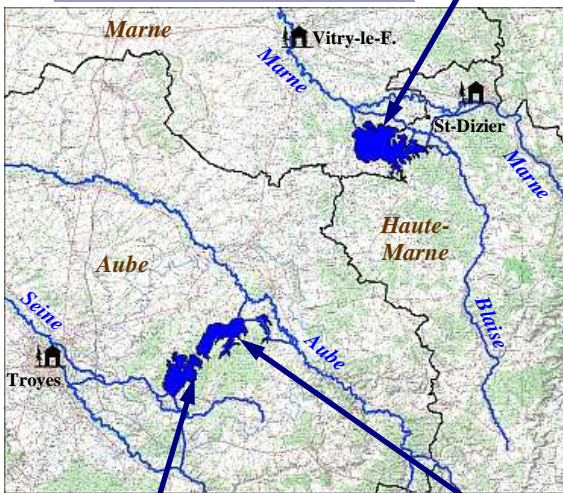 Marne
Vitry-le-F.
Marne
St-Dizier
Marne
Haute-
Marne
Aube
Seine
Blaise
Aube
Troyes